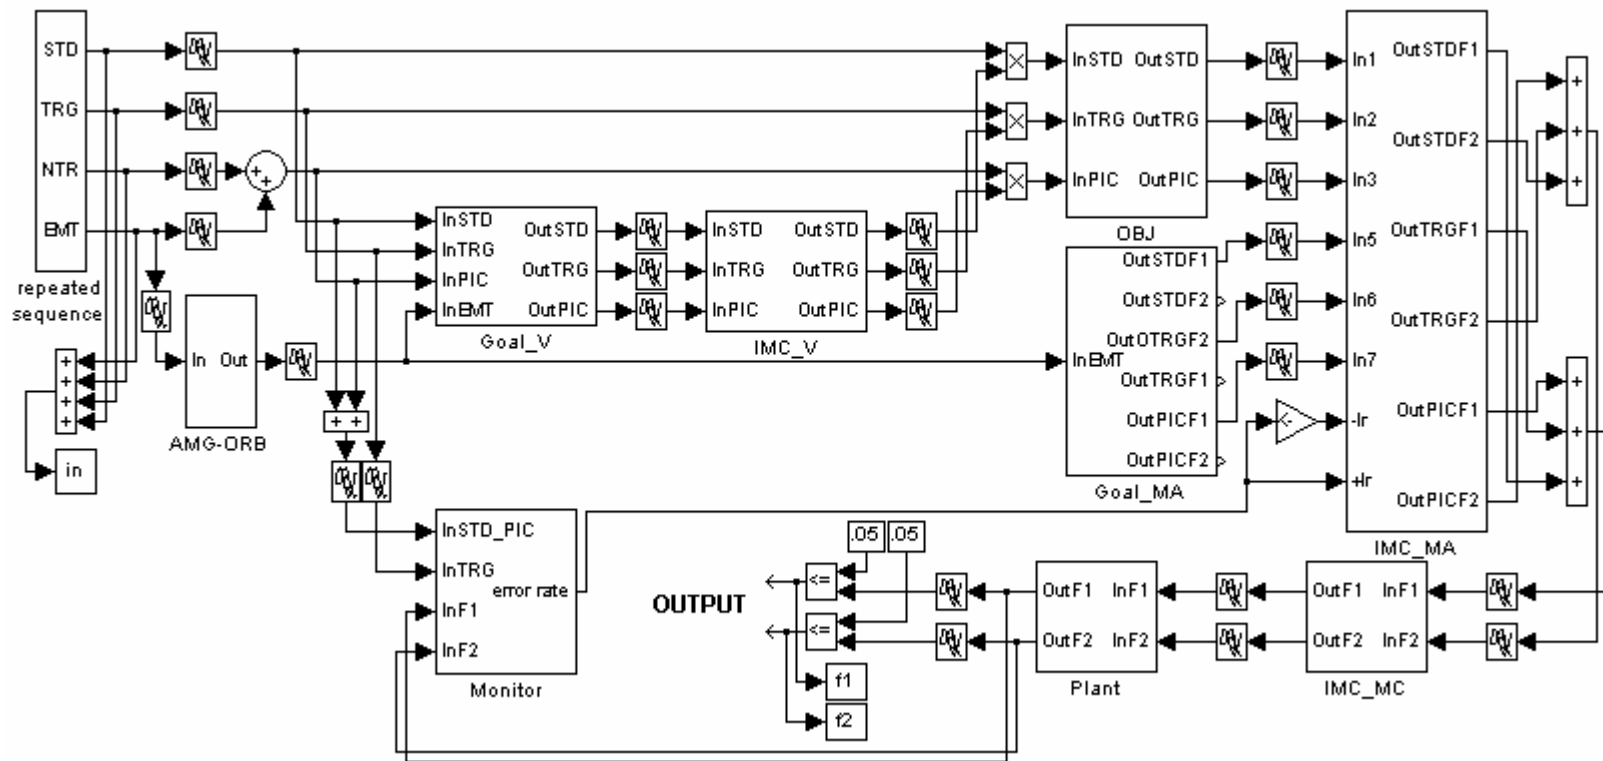 STD
TRG
NTR
EMT
repeated
sequence
+
+
+
+
+
+
in
In Out
AMG-ORB
+ +
InSTD
InTRG
InPIC
InEMT
OutSTD
OutTRG
OutPIC
Goal_V
InSTD
InTRG
InPIC
OutSTD
OutTRG
OutPIC
IMC_V
InSTD
InTRG
InPIC
OutSTD
OutTRG
OutPIC
OBJ
InEMT
OutSTDF1
OutSTDF2
OutOTRGF2
OutTRGF1
OutPICF1
OutPICF2
Goal_MA
In1
In2
In3
In5
In6
In7
-Ir
+Ir
OutSTDF1
OutSTDF2
OutTRGF1
OutTRGF2
OutPICF1
OutPICF2
IMC_MA
+
+
+
+
+
+
<-
InSTD_PIC
InTRG
InF1
InF2
error rate
Monitor
OUTPUT
.05 .05
<=
<=
f1
f2
OutF1 InF1
OutF2 InF2
Plant
OutF1 InF1
OutF2 InF2
IMC_MC